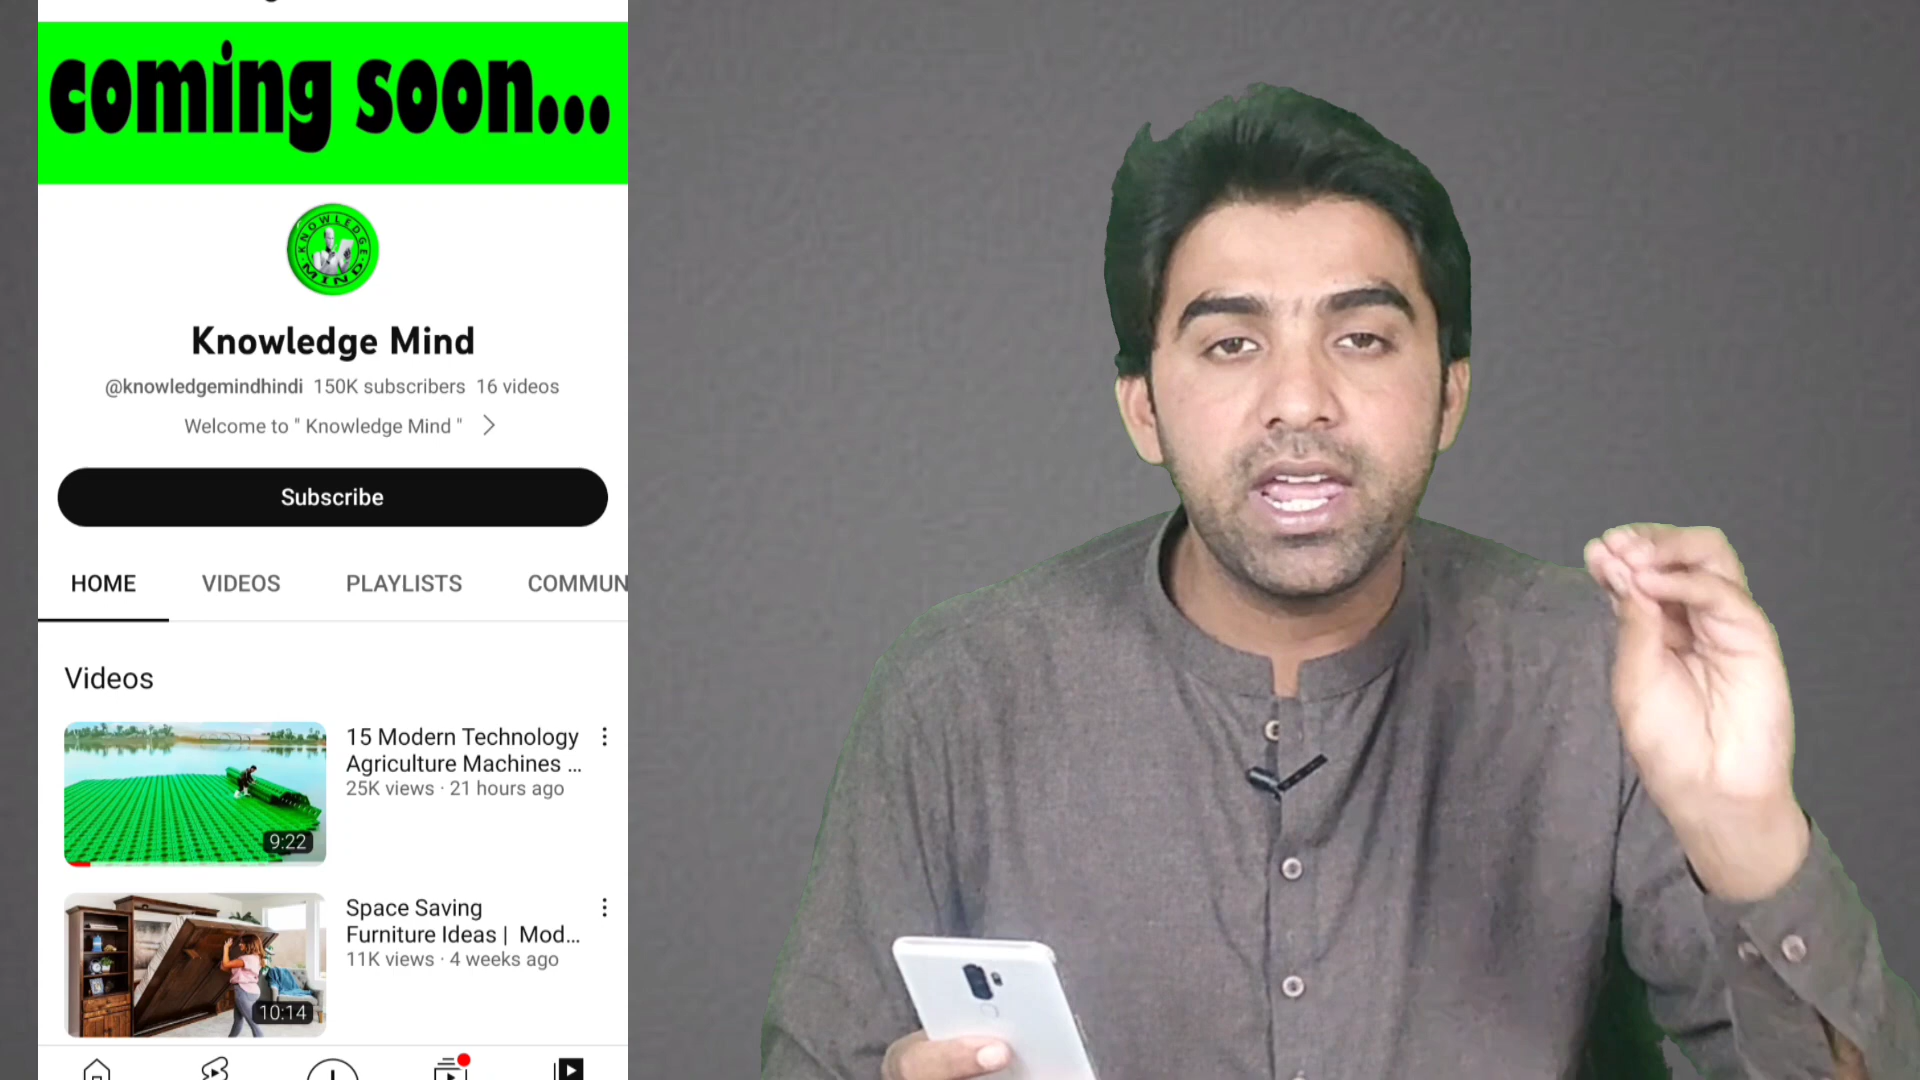 coming soon...
KNOWLEDGE
MIND
Knowledge Mind
@knowledgemindhindi 150K subscribers 16 videos
Welcome to " Knowledge Mind "
Subscribe
HOME VIDEOS PLAYLISTS COMMUN
Videos
15 Modern Technology
Agriculture Machines ...
25K views · 21 hours ago
9:22
Space Saving
Furniture Ideas | Mod...
11K views · 4 weeks ago
10:14